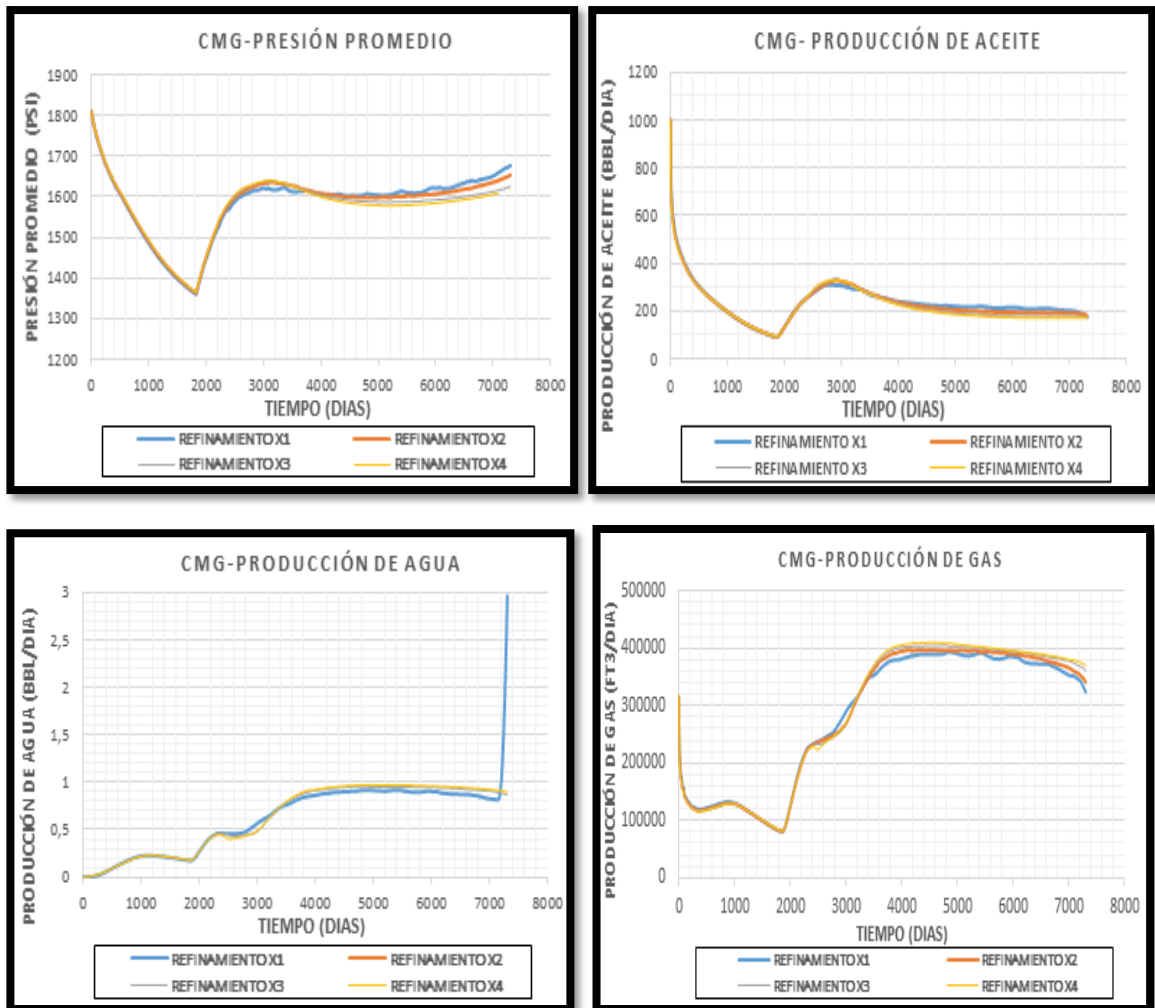 CMG-PRESIÓN PROMEDIO
PRESIÓN PROMEDIO (PSI)
1900
1800
1700
1600
1500
1400
1300
1200
0 1000 2000 3000 4000 5000 6000 7000 8000
TIEMPO (DIAS)
REFINAMIENTO X1 REFINAMIENTO X2
REFINAMIENTO X3 REFINAMIENTO X4
CMG- PRODUCCIÓN DE ACEITE
PRODUCCIÓN DE ACEITE (BBL/DIA)
1200
1000
800
600
400
200
0
0 1000 2000 3000 4000 5000 6000 7000 8000
TIEMPO (DIAS)
REFINAMIENTO X1 REFINAMIENTO X2
REFINAMIENTO X3 REFINAMIENTO X4
CMG-PRODUCCIÓN DE AGUA
PRODUCCIÓN DE AGUA (BBL/DIA)
3
2,5
2
1,5
1
0,5
0
0 1000 2000 3000 4000 5000 6000 7000 8000
TIEMPO (DIAS)
REFINAMIENTO X1 REFINAMIENTO X2
REFINAMIENTO X3 REFINAMIENTO X4
CMG-PRODUCCIÓN DE GAS
PRODUCCIÓN DE GAS (FT3/DIA)
500000
400000
300000
200000
100000
0
0 1000 2000 3000 4000 5000 6000 7000 8000
TIEMPO (DIAS)
REFINAMIENTO X1 REFINAMIENTO X2
REFINAMIENTO X3 REFINAMIENTO X4